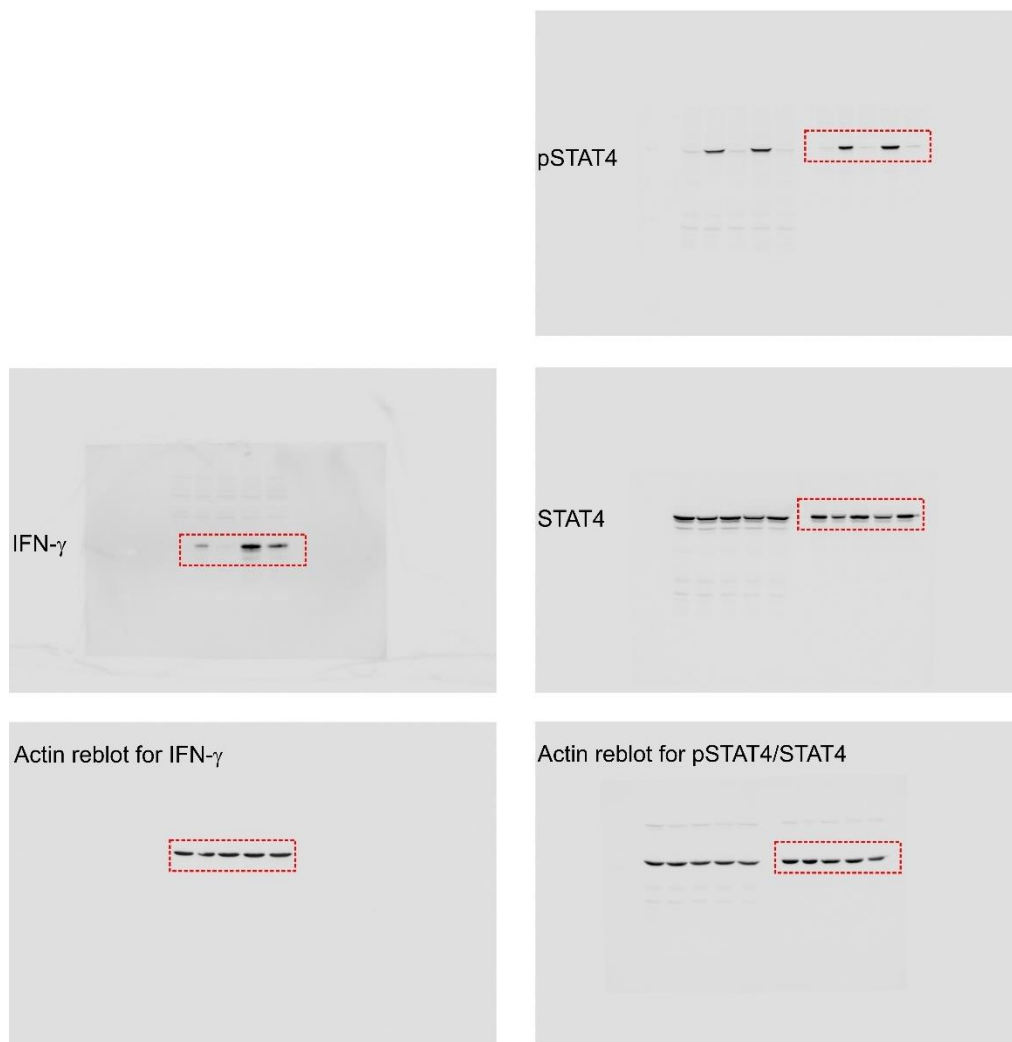 pSTAT4
IFN-γ
STAT4
Actin reblot for IFN-γ
Actin reblot for pSTAT4/STAT4